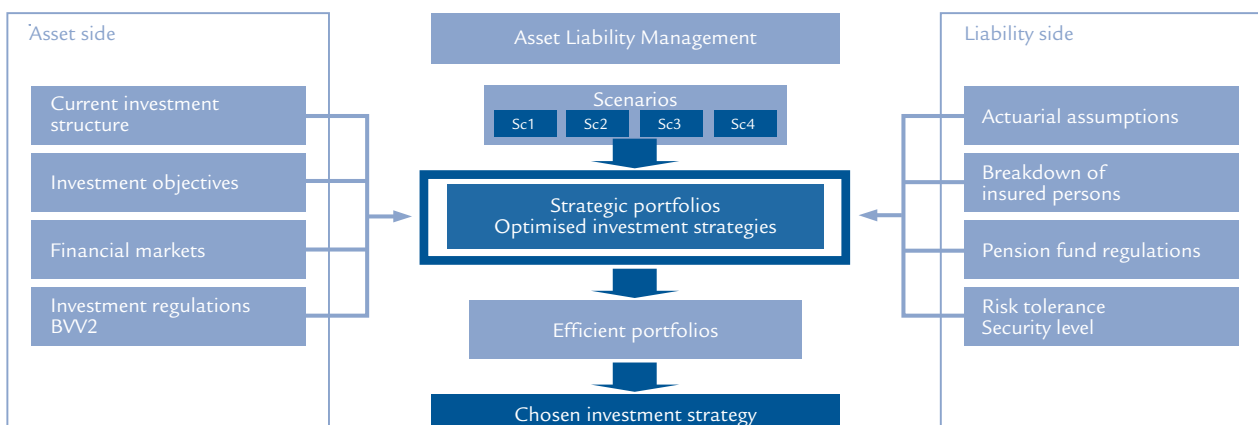 Asset side
Current investment
structure
Investment objectives
Financial markets
Investment regulations
BVV2
Asset Liability Management
Scenarios
Sc1
Sc2
Sc3
Sc4
Strategic portfolios
Optimised investment strategies
Efficient portfolios
Chosen investment strategy
Liability side
Actuarial assumptions
Breakdown of
insured persons
Pension fund regulations
Risk tolerance
Security level